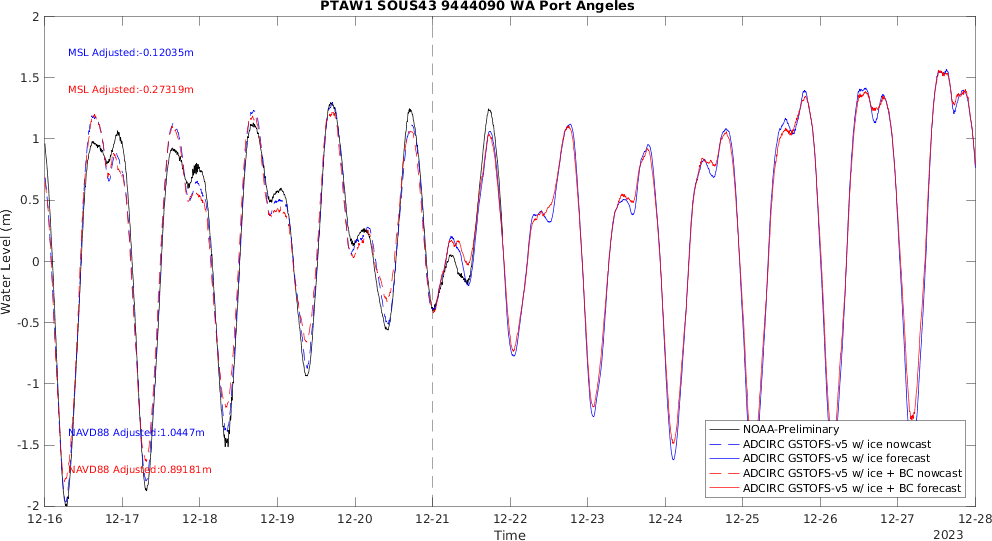 PTAW1 SOUS43 9444090 WA Port Angeles
2
1.5
1
0.5
0
-0.5
-1
-1.5
-2
Water Level (m)
MSL Adjusted:-0.12035m
MSL Adjusted:-0.27319m
NAVD88 Adjusted:1.0447m
NAVD88 Adjusted:0.89181m
NOAA-Preliminary
ADCIRC GSTOFS-v5 w/ ice nowcast
ADCIRC GSTOFS-v5 w/ ice forecast
ADCIRC GSTOFS-v5 w/ ice + BC nowcast
ADCIRC GSTOFS-v5 w/ ice + BC forecast
12-16 12-17 12-18 12-19 12-20 12-21 12-22 12-23 12-24 12-25 12-26 12-27 12-28
Time
2023